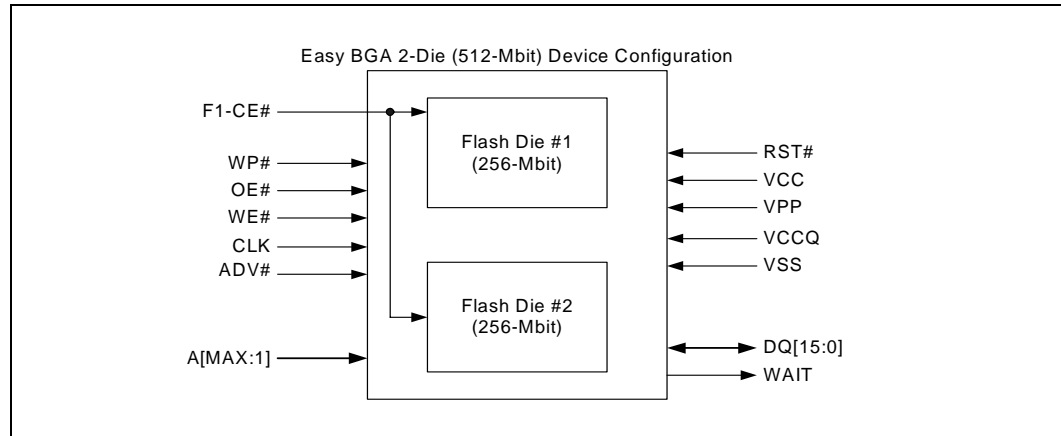 Easy BGA 2-Die (512-Mbit) Device Configuration
F1-CE#
WP#
OE#
WE#
CLK
ADV#
A[MAX:1]
Flash Die #1
(256-Mbit)
Flash Die #2
(256-Mbit)
RST#
VCC
VPP
VCCQ
VSS
DQ[15:0]
WAIT